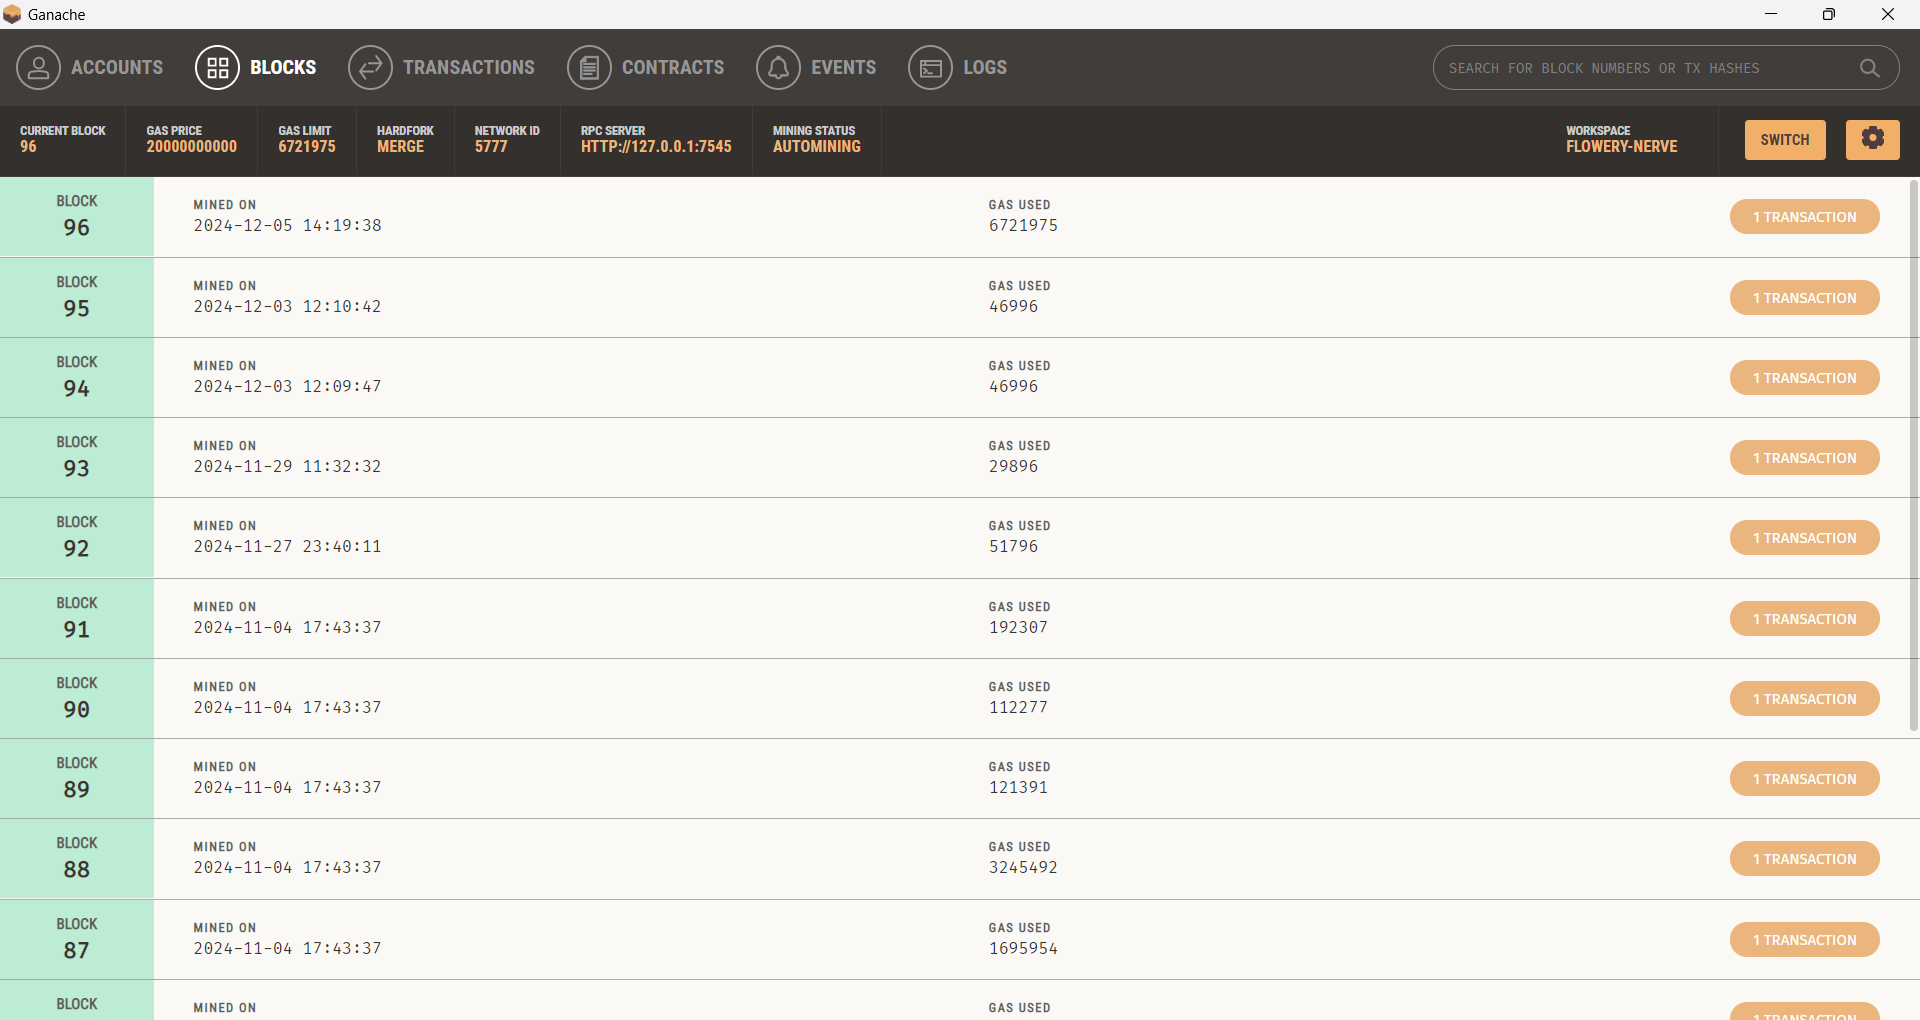 Ganache
ACCOUNTS BLOCKS TRANSACTIONS CONTRACTS EVENTS LOGS SEARCH FOR BLOCK NUMBERS OR TX HASHES
CURRENT BLOCK GAS PRICE GAS LIMIT HARDFORK NETWORK ID RPC SERVER MINING STATUS WORKSPACE
96 20000000000 6721975 MERGE 5777 HTTP://127.0.0.1:7545 AUTOMINING FLOWERY-NERVE SWITCH
BLOCK MINED ON GAS USED
96 2024-12-05 14:19:38 6721975 1 TRANSACTION
BLOCK MINED ON GAS USED
95 2024-12-03 12:10:42 46996 1 TRANSACTION
BLOCK MINED ON GAS USED
94 2024-12-03 12:09:47 46996 1 TRANSACTION
BLOCK MINED ON GAS USED
93 2024-11-29 11:32:32 29896 1 TRANSACTION
BLOCK MINED ON GAS USED
92 2024-11-27 23:40:11 51796 1 TRANSACTION
BLOCK MINED ON GAS USED
91 2024-11-04 17:43:37 192307 1 TRANSACTION
BLOCK MINED ON GAS USED
90 2024-11-04 17:43:37 112277 1 TRANSACTION
BLOCK MINED ON GAS USED
89 2024-11-04 17:43:37 121391 1 TRANSACTION
BLOCK MINED ON GAS USED
88 2024-11-04 17:43:37 3245492 1 TRANSACTION
BLOCK MINED ON GAS USED
87 2024-11-04 17:43:37 1695954 1 TRANSACTION
BLOCK MINED ON GAS USED
1 TRANSACTION